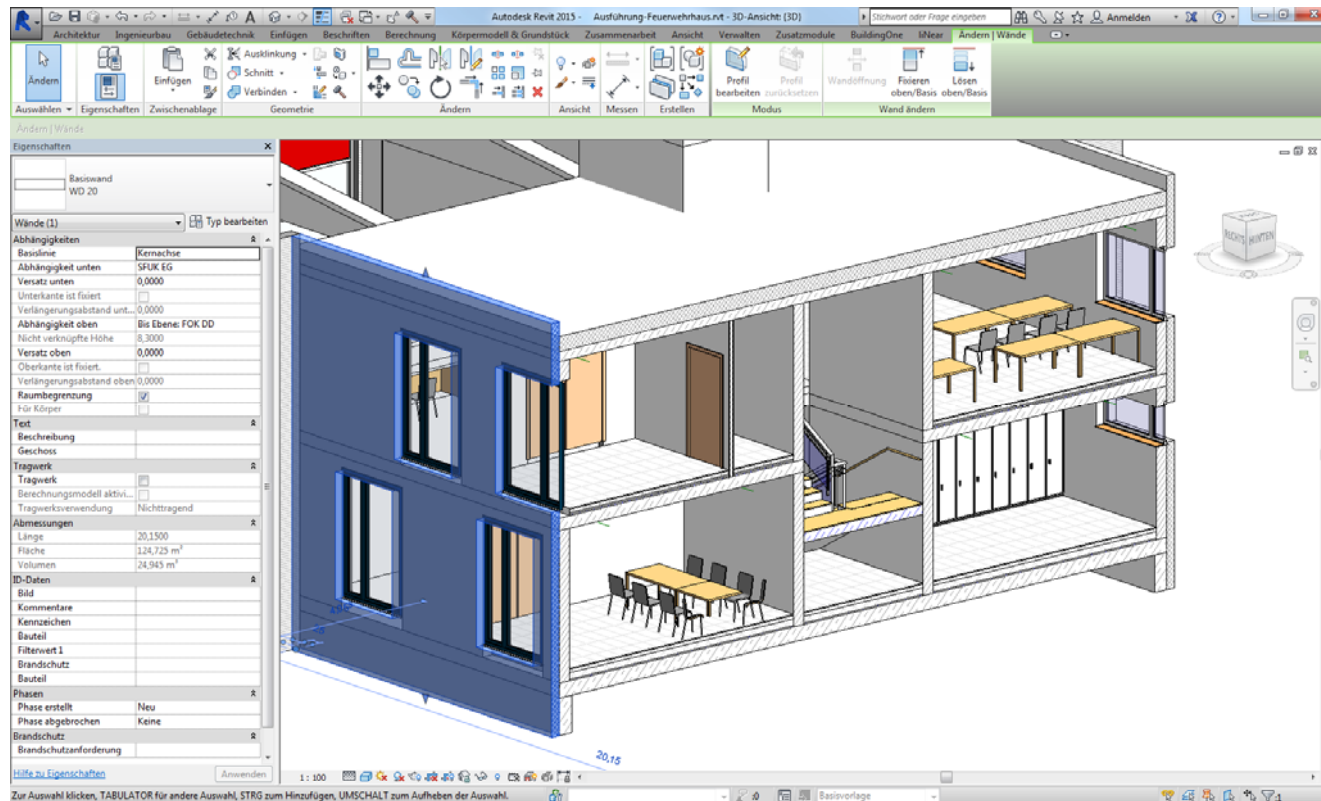 Autodesk Revit 2015 - Ausführung-Feuerwehrhaus.rvt - 3D-Ansicht: {3D}
Stichwort oder Frage eingeben
Anmelden
Architektur Ingenieurbau Gebäudetechnik Einfügen Beschriften Berechnung Körpermodell & Grundstück Zusammenarbeit Ansicht Verwalten Zusatzmodule BuildingOne liNear Ändern | Wände
Ändern
Einfügen
Ausklinkung
Schnitt
Verbinden
Profil bearbeiten
Profil zurücksetzen
Wandöffnung
Fixieren oben/Basis
Lösen oben/Basis
Auswählen Eigenschaften Zwischenablage Geometrie Ändern Ansicht Messen Erstellen Modus Wand ändern
Ändern | Wände
Eigenschaften
Basiswand
WD 20
Wände (1) Typ bearbeiten
Abhängigkeiten
Basislinie Kernachse
Abhängigkeit unten SFUK EG
Versatz unten 0,0000
Unterkante ist fixiert
Verlängerungsabstand unt... 0,0000
Abhängigkeit oben Bis Ebene: FOK DD
Nicht verknüpfte Höhe 8,3000
Versatz oben 0,0000
Oberkante ist fixiert.
Verlängerungsabstand oben 0,0000
Raumbegrenzung
Für Körper
Text
Beschreibung
Geschoss
Tragwerk
Tragwerk
Berechnungsmodell aktivi...
Tragwerksverwendung Nichttragend
Abmessungen
Länge 20,1500
Fläche 124,725 m²
Volumen 24,945 m³
ID-Daten
Bild
Kommentare
Kennzeichen
Bauteil
Filterwert 1
Brandschutz
Bauteil
Phasen
Phase erstellt Neu
Phase abgebrochen Keine
Brandschutz
Brandschutzanforderung
Hilfe zu Eigenschaften Anwenden
RECHTS HINTEN
20,15
1 : 100
Zur Auswahl klicken, TABULATOR für andere Auswahl, STRG zum Hinzufügen, UMSCHALT zum Aufheben der Auswahl.
:0
Basisvorlage
:1